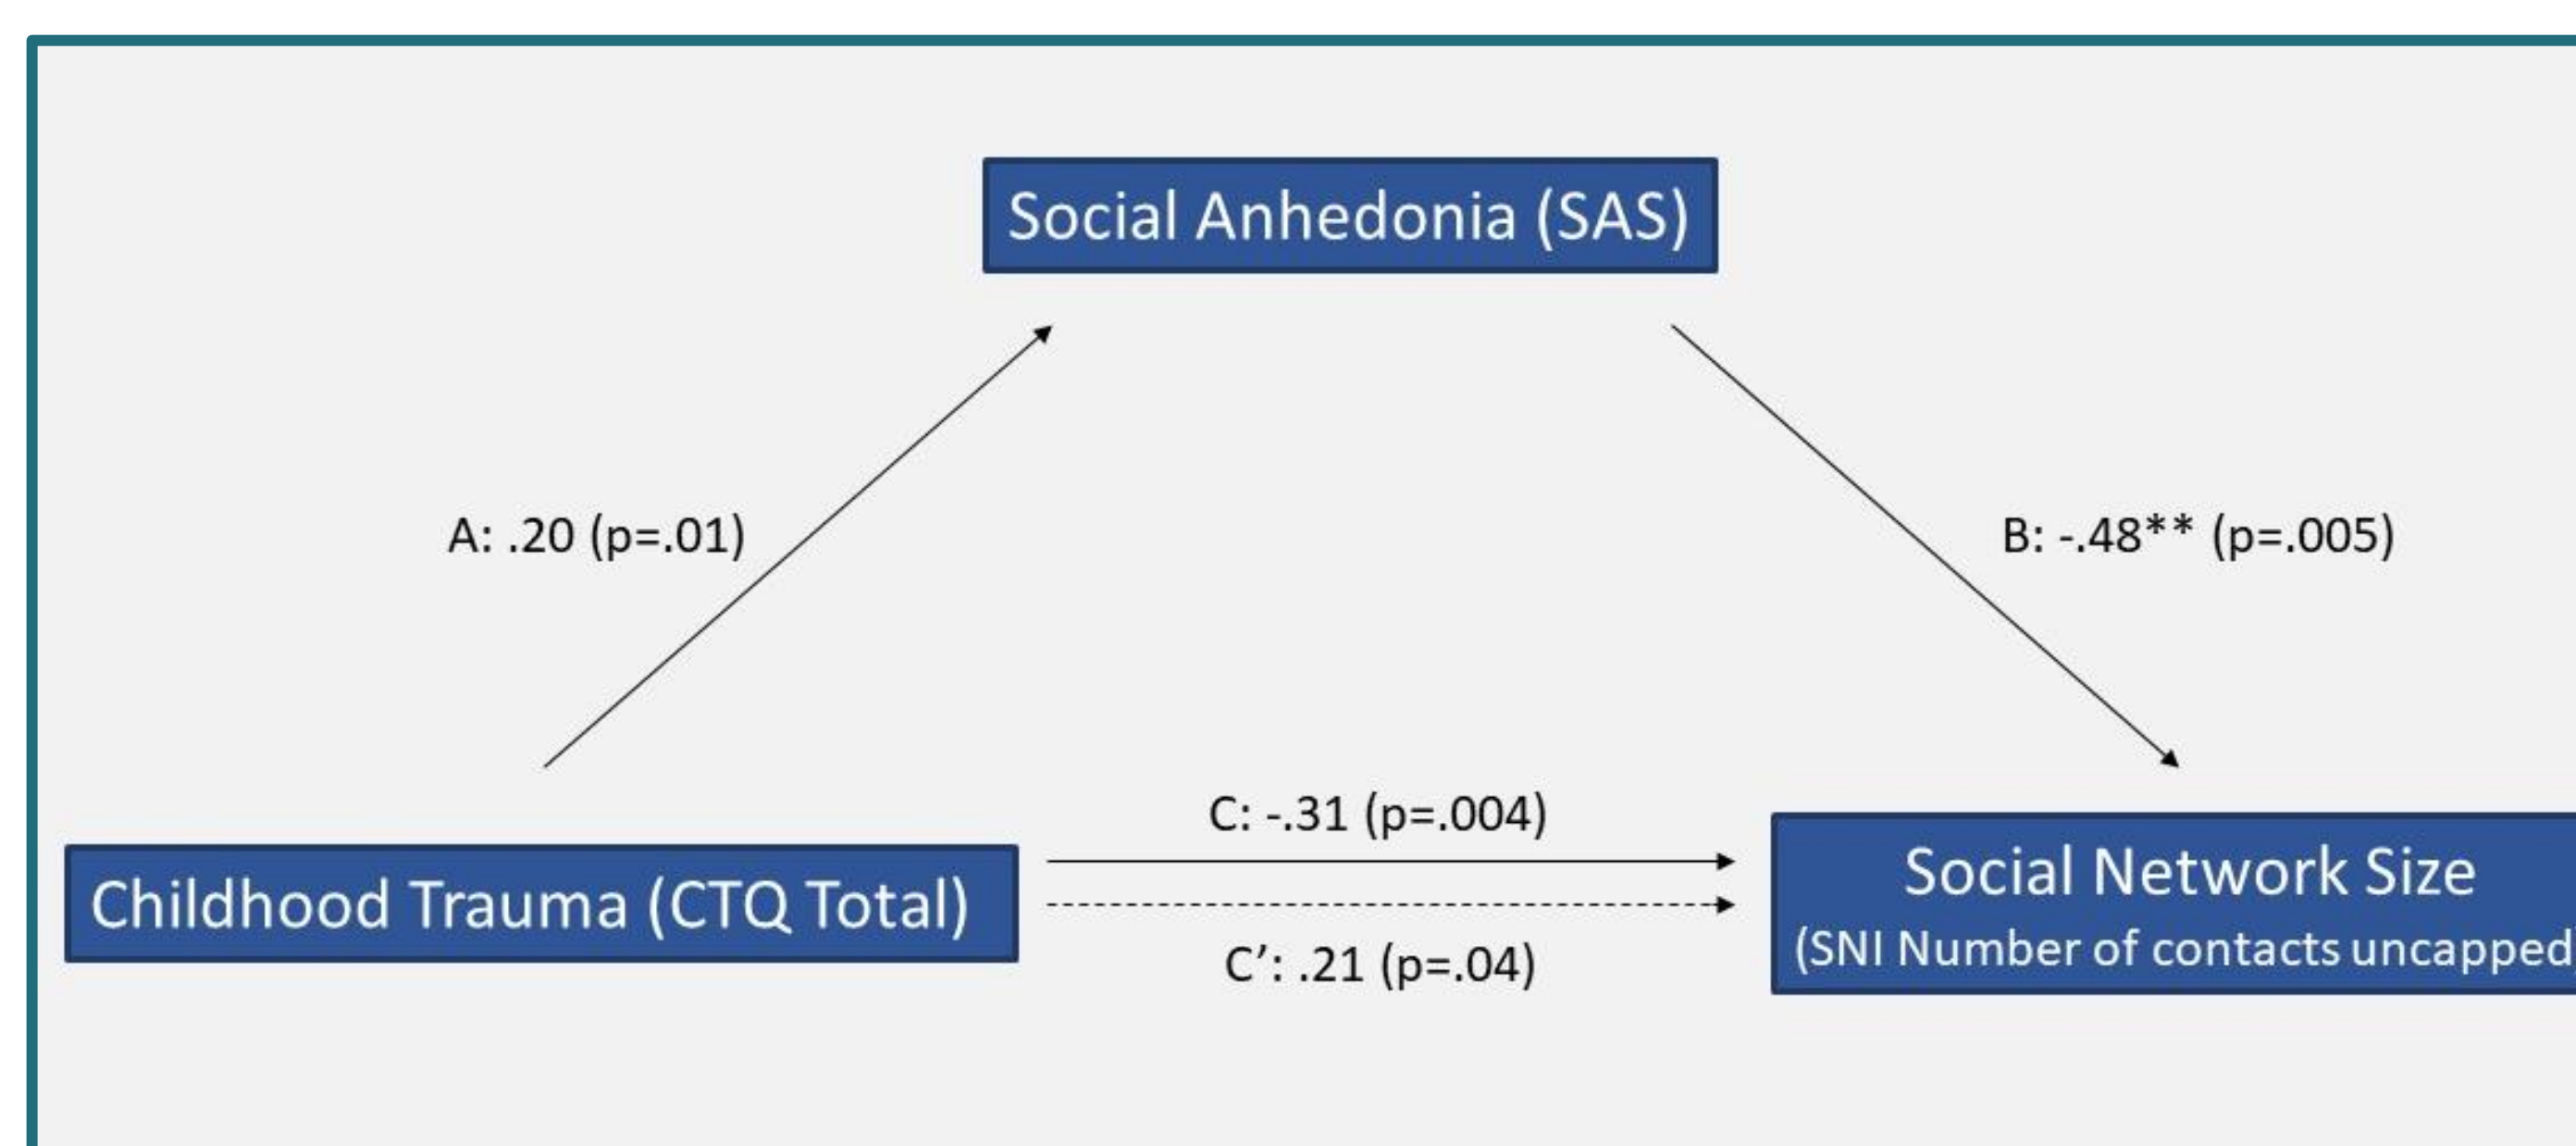 Social Anhedonia (SAS)
A: .20 (p=.01)
B: -.48** (p=.005)
C: -.31 (p=.004)
Childhood Trauma (CTQ Total)
Social Network Size
(SNI Number of contacts uncapped
C’: .21 (p=.04)